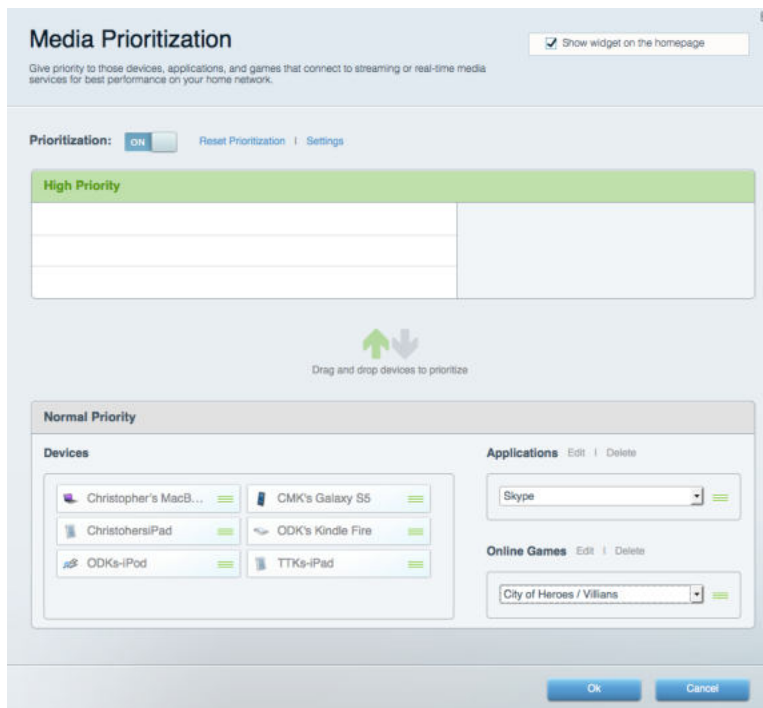 Media Prioritization
Show widget on the homepage
Give priority to those devices, applications, and games that connect to streaming or real-time media
services for best performance on your home network.
Prioritization: ON Reset Prioritization | Settings
High Priority
Drag and drop devices to prioritize
Normal Priority
Devices
Christopher's MacB...
CMK's Galaxy S5
ChristohersiPad
ODK's Kindle Fire
ODKs-iPod
TTKs-iPad
Applications Edit | Delete
Skype
Online Games Edit | Delete
City of Heroes / Villians
Ok
Cancel